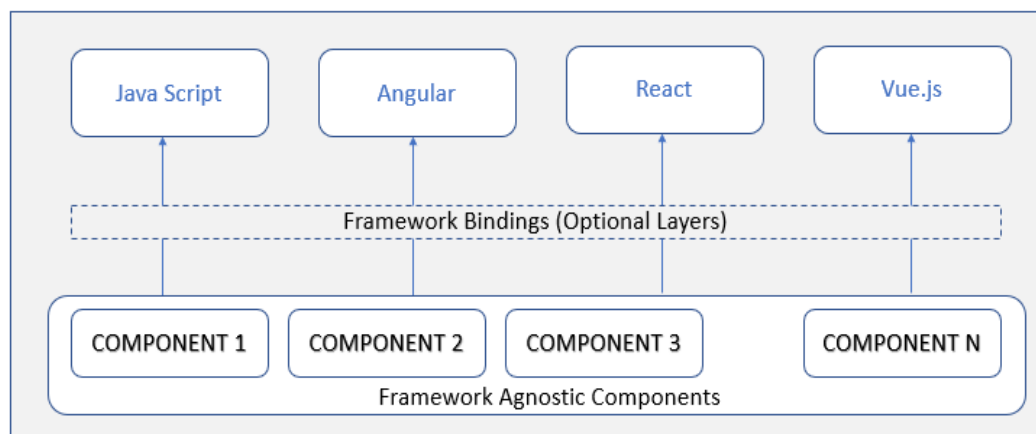 Java Script
Angular
React
Vue.js
Framework Bindings (Optional Layers)
COMPONENT 1
COMPONENT 2
COMPONENT 3
COMPONENT N
Framework Agnostic Components